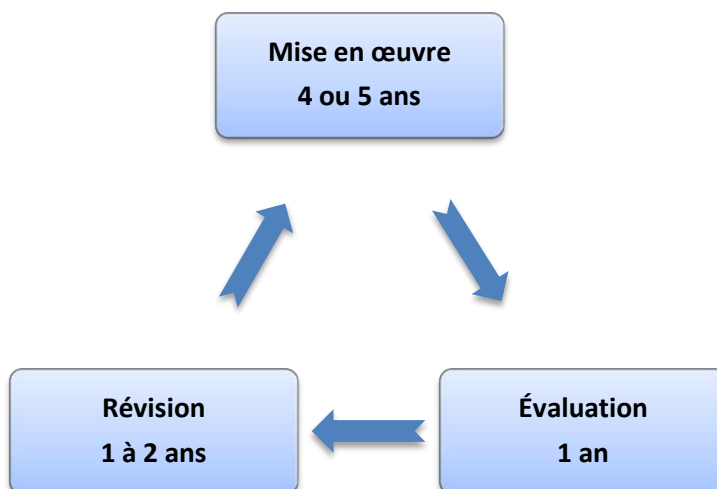 Mise en œuvre
4 ou 5 ans
Révision
1 à 2 ans
Évaluation
1 an